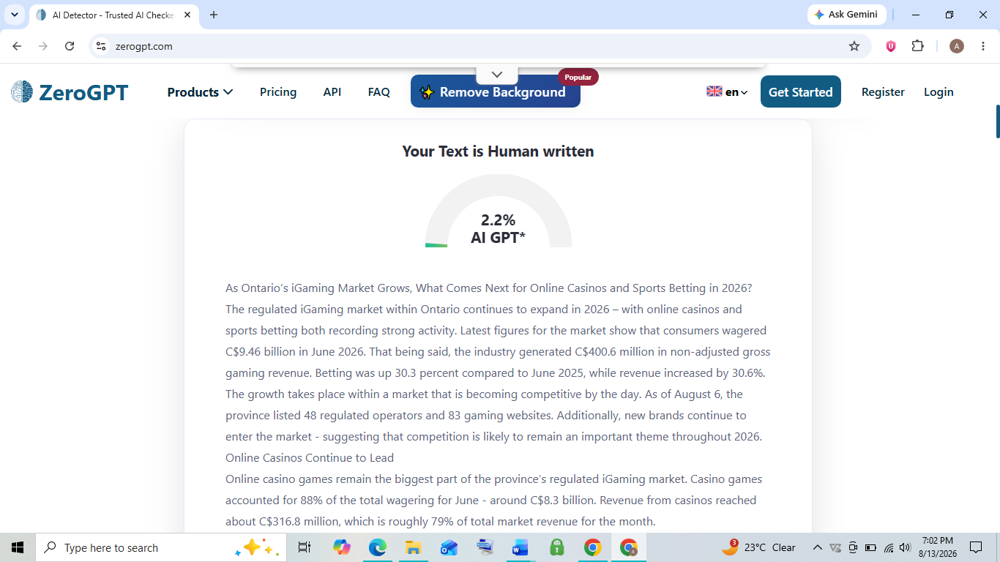 AI Detector - Trusted AI Checke
Ask Gemini
zerogpt.com
U
A
Popular
ZeroGPT
Products
Pricing
API
FAQ
Remove Background
en
Get Started
Register
Login
Your Text is Human written
2.2%
AI GPT*
As Ontario's iGaming Market Grows, What Comes Next for Online Casinos and Sports Betting in 2026?
The regulated iGaming market within Ontario continues to expand in 2026 – with online casinos and
sports betting both recording strong activity. Latest figures for the market show that consumers wagered
C$9.46 billion in June 2026. That being said, the industry generated C$400.6 million in non-adjusted gross
gaming revenue. Betting was up 30.3 percent compared to June 2025, while revenue increased by 30.6%.
The growth takes place within a market that is becoming competitive by the day. As of August 6, the
province listed 48 regulated operators and 83 gaming websites. Additionally, new brands continue to
enter the market - suggesting that competition is likely to remain an important theme throughout 2026.
Online Casinos Continue to Lead
Online casino games remain the biggest part of the province's regulated iGaming market. Casino games
accounted for 88% of the total wagering for June - around C$8.3 billion. Revenue from casinos reached
about C$316.8 million, which is roughly 79% of total market revenue for the month.
Type here to search
3
23°C Clear
7:02 PM
8/13/2026